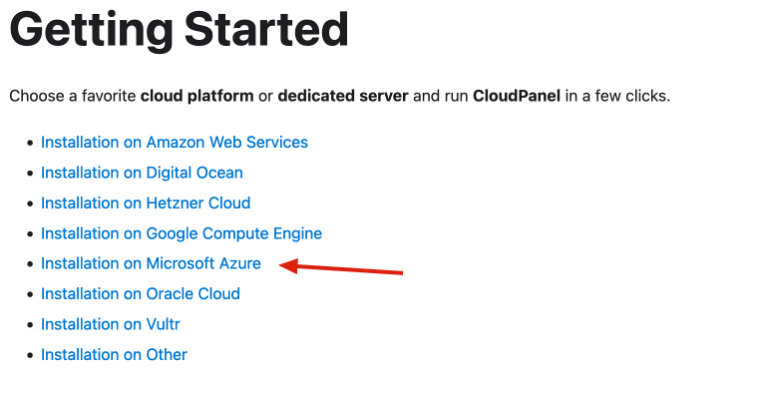 Getting Started
Choose a favorite cloud platform or dedicated server and run CloudPanel in a few clicks.
Installation on Amazon Web Services
Installation on Digital Ocean
Installation on Hetzner Cloud
Installation on Google Compute Engine
Installation on Microsoft Azure
Installation on Oracle Cloud
Installation on Vultr
Installation on Other